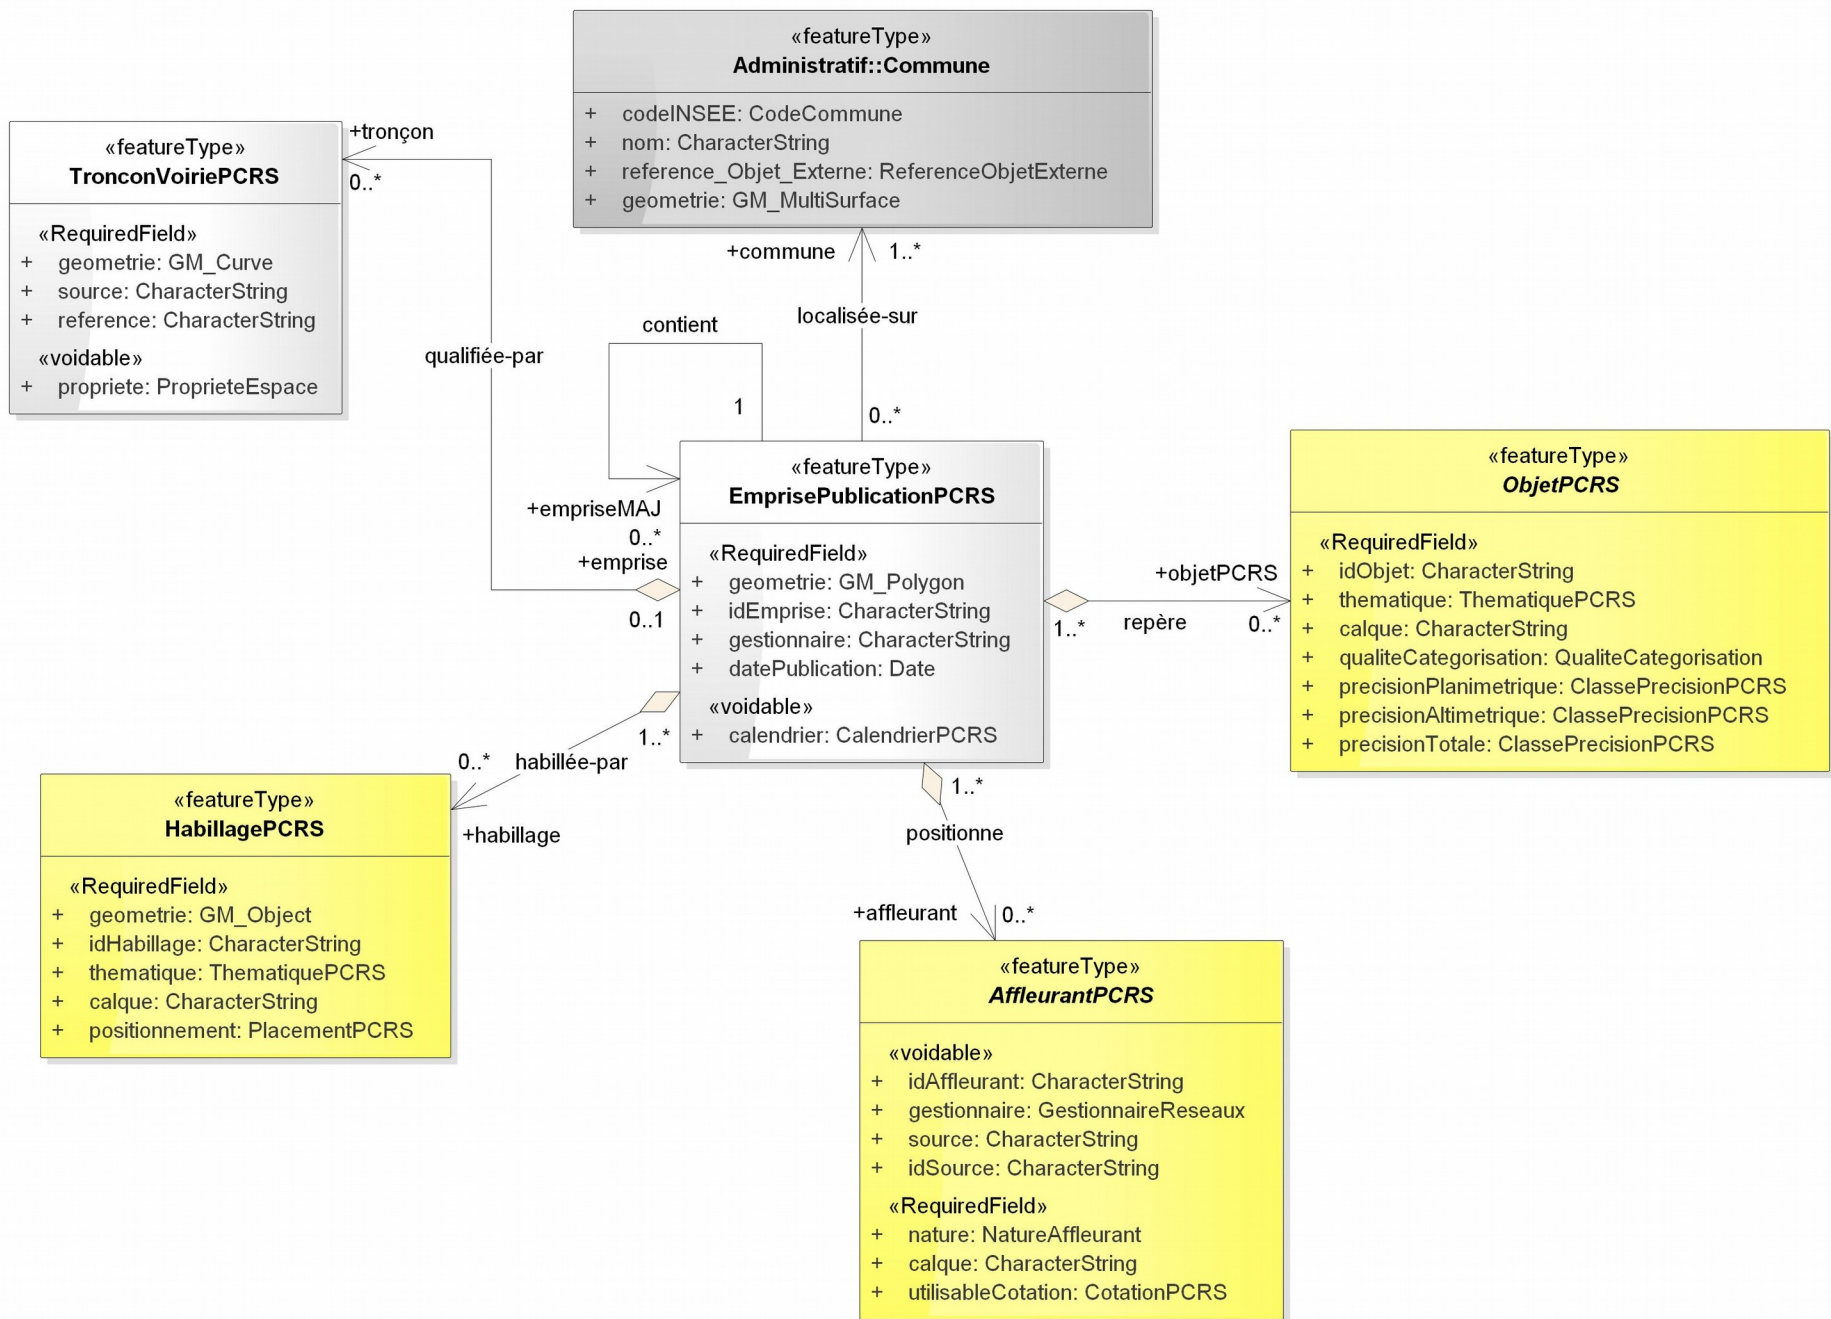 «featureType»
Administratif::Commune
+ codeINSEE: CodeCommune
+ nom: CharacterString
+ reference_Objet_Externe: ReferenceObjetExterne
+ geometrie: GM_MultiSurface
«featureType»
TronconVoiriePCRS
«RequiredField»
+ geometrie: GM_Curve
+ source: CharacterString
+ reference: CharacterString
«voidable»
+ propriete: ProprieteEspace
+tronçon
0..*
qualifiée-par
+commune 1..*
localisée-sur
0..*
contient
1
+empriseMAJ
0..*
+emprise
0..1
«featureType»
EmprisePublicationPCRS
«RequiredField»
+ geometrie: GM_Polygon
+ idEmprise: CharacterString
+ gestionnaire: CharacterString
+ datePublication: Date
«voidable»
+ calendrier: CalendrierPCRS
+objetPCRS
1..* repère 0..*
«featureType»
ObjetPCRS
«RequiredField»
+ idObjet: CharacterString
+ thematique: ThematiquePCRS
+ calque: CharacterString
+ qualiteCategorisation: QualiteCategorisation
+ precisionPlanimetrique: ClassePrecisionPCRS
+ precisionAltimetrique: ClassePrecisionPCRS
+ precisionTotale: ClassePrecisionPCRS
1..*
0..* habillée-par
+habillage
«featureType»
HabillagePCRS
«RequiredField»
+ geometrie: GM_Object
+ idHabillage: CharacterString
+ thematique: ThematiquePCRS
+ calque: CharacterString
+ positionnement: PlacementPCRS
1..*
positionne
+affleurant 0..*
«featureType»
AffleurantPCRS
«voidable»
+ idAffleurant: CharacterString
+ gestionnaire: GestionnaireReseaux
+ source: CharacterString
+ idSource: CharacterString
«RequiredField»
+ nature: NatureAffleurant
+ calque: CharacterString
+ utilisableCotation: CotationPCRS